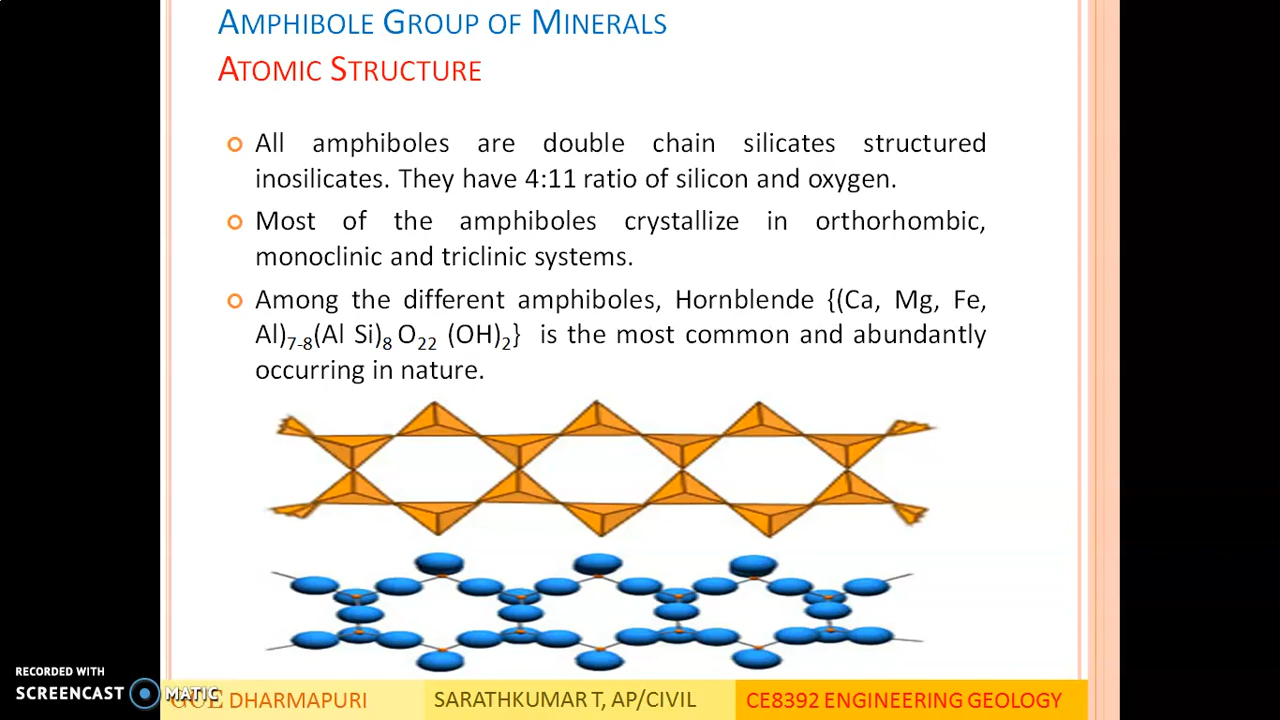 AMPHIBOLE GROUP OF MINERALS
ATOMIC STRUCTURE
All amphiboles are double chain silicates structured
inosilicates. They have 4:11 ratio of silicon and oxygen.
Most of the amphiboles crystallize in orthorhombic,
monoclinic and triclinic systems.
Among the different amphiboles, Hornblende {(Ca, Mg, Fe,
Al)7-8(Al Si)8 O22 (OH)2} is the most common and abundantly
occurring in nature.
RECORDED WITH
SCREENCAST MATIC
DHARMAPURI
SARATHKUMAR T, AP/CIVIL
CE8392 ENGINEERING GEOLOGY